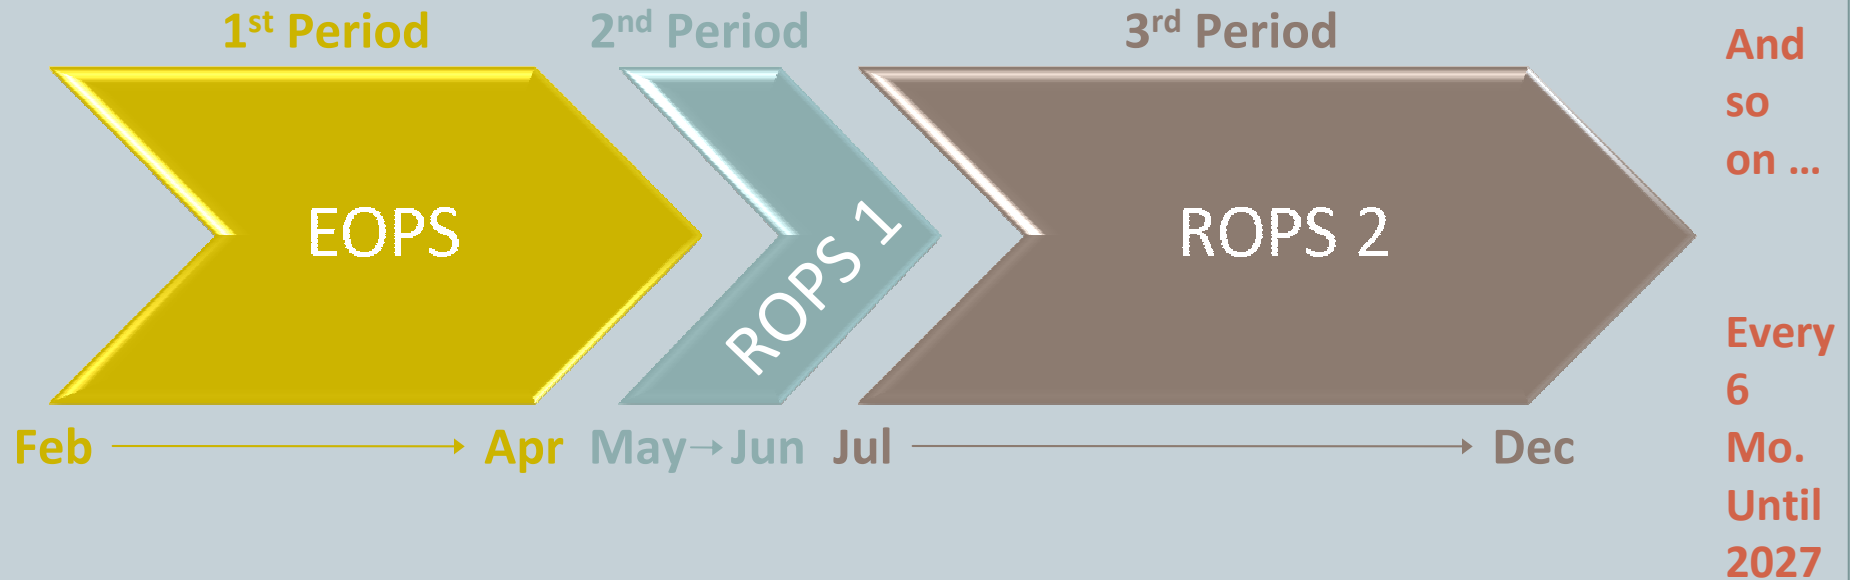 1st Period
2nd Period
3rd Period
EOPS
ROPS 1
ROPS 2
Feb
Apr
May
Jun
Jul
Dec
And
so
on ...
Every
6
Mo.
Until
2027